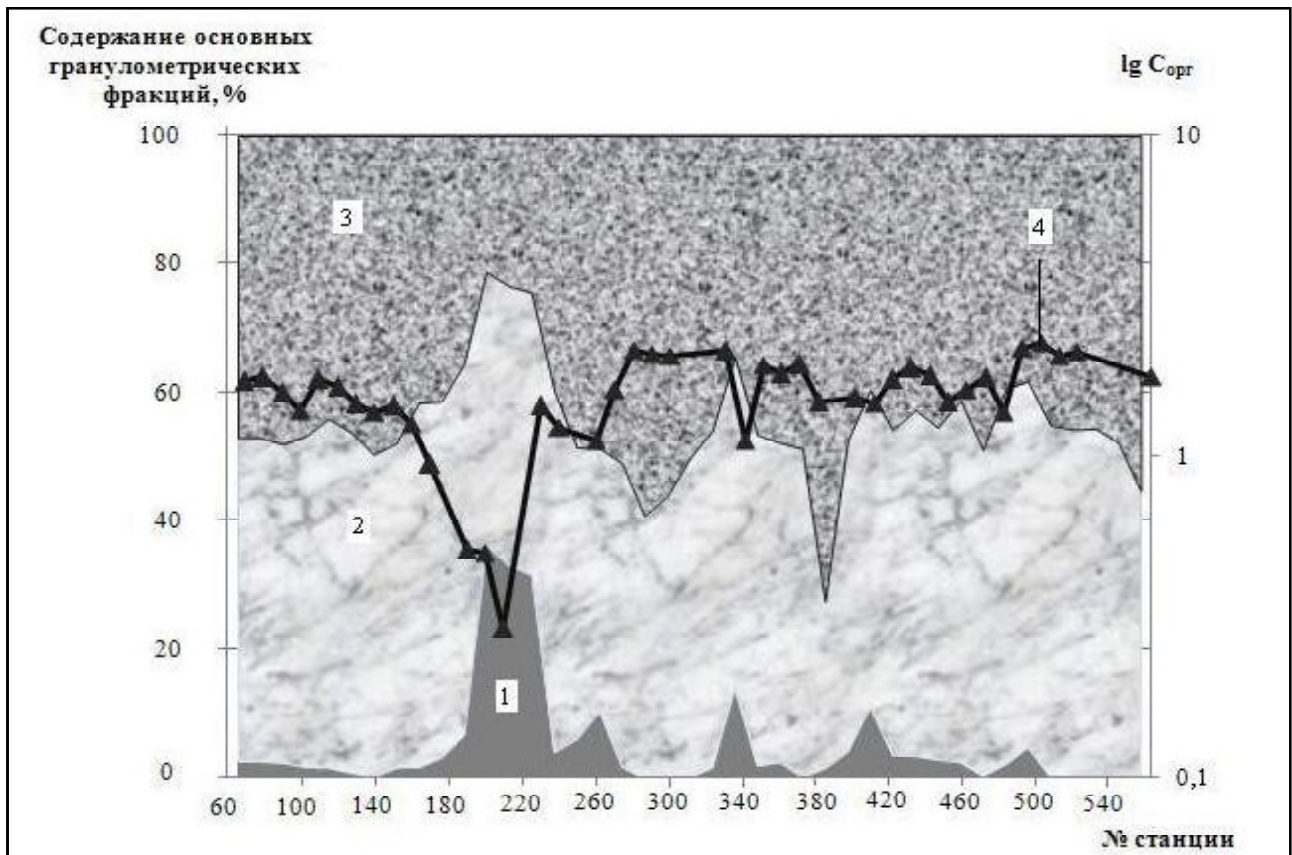 Содержание основных
гранулометрических
фракций, %
lg Cорг
100
80
60
40
20
0
10
1
0,1
3
4
2
1
60 100 140 180 220 260 300 340 380 420 460 500 540
№ станции